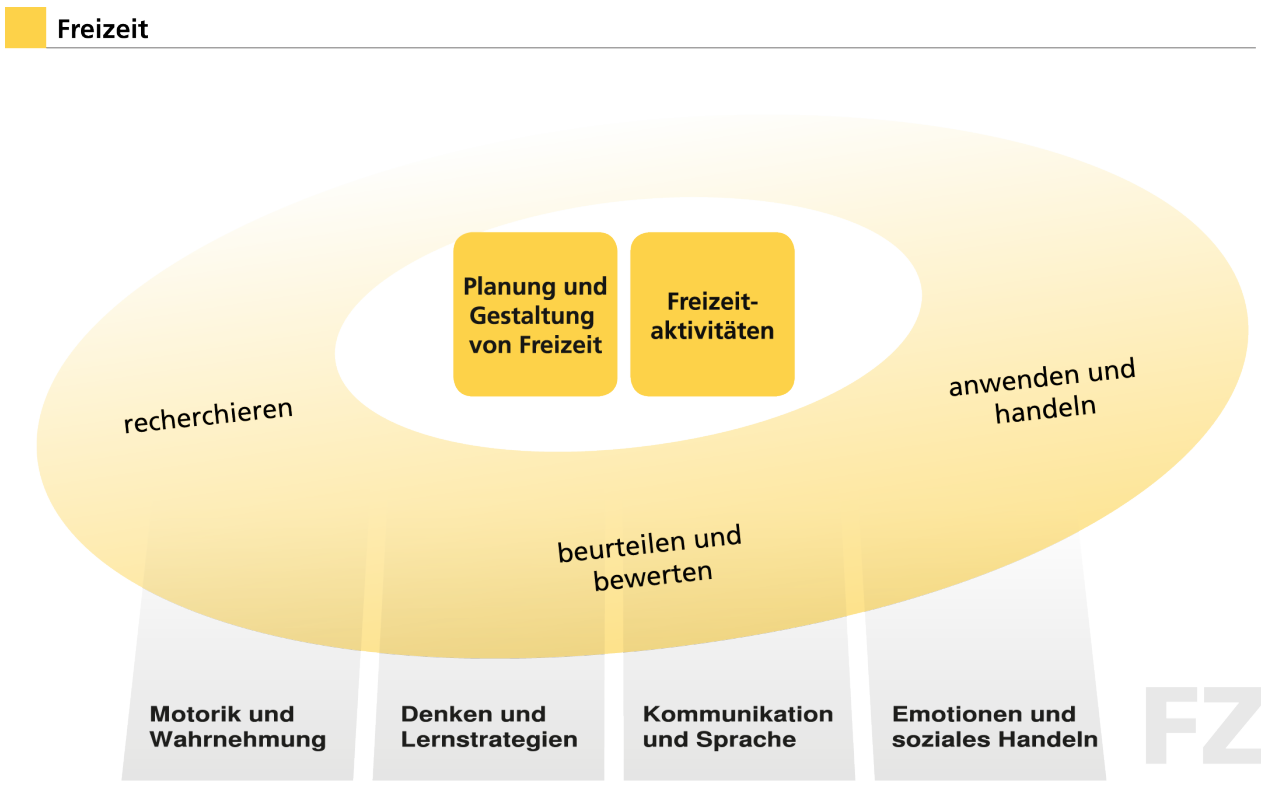 Freizeit
Planung und
Gestaltung
von Freizeit
Freizeit-
aktivitäten
recherchieren
anwenden und
handeln
beurteilen und
bewerten
Motorik und
Wahrnehmung
Denken und
Lernstrategien
Kommunikation
und Sprache
Emotionen und
soziales Handeln
FZ